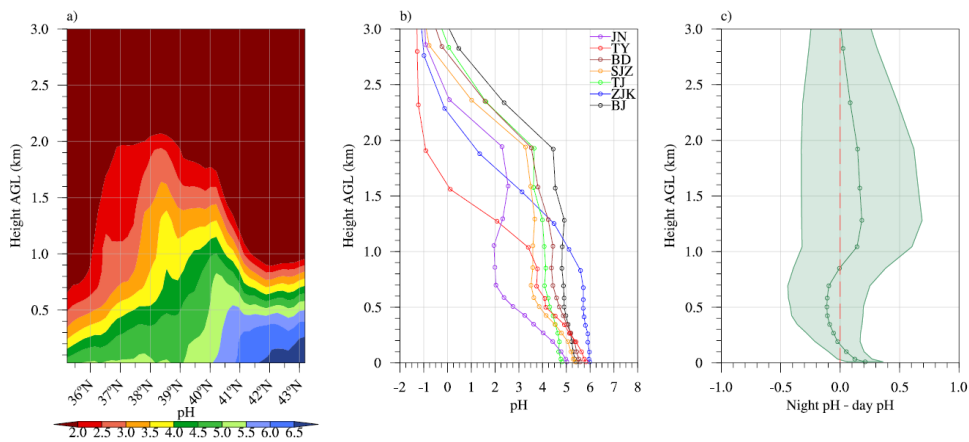 a)
3.0
2.5
2.0
1.5
1.0
0.5
Height AGL (km)
36°N
37°N
38°N
39°N
40°N
41°N
42°N
43°N
pH
2.0 2.5 3.0 3.5 4.0 4.5 5.0 5.5 6.0 6.5
b)
3.0
2.5
2.0
1.5
1.0
0.5
0
Height AGL (km)
JN
TY
BD
SJZ
TJ
ZJK
BJ
-2 -1 0 1 2 3 4 5 6 7 8
pH
c)
3.0
2.5
2.0
1.5
1.0
0.5
0
Height AGL (km)
-1.0 -0.5 0.0 0.5 1.0
Night pH - day pH